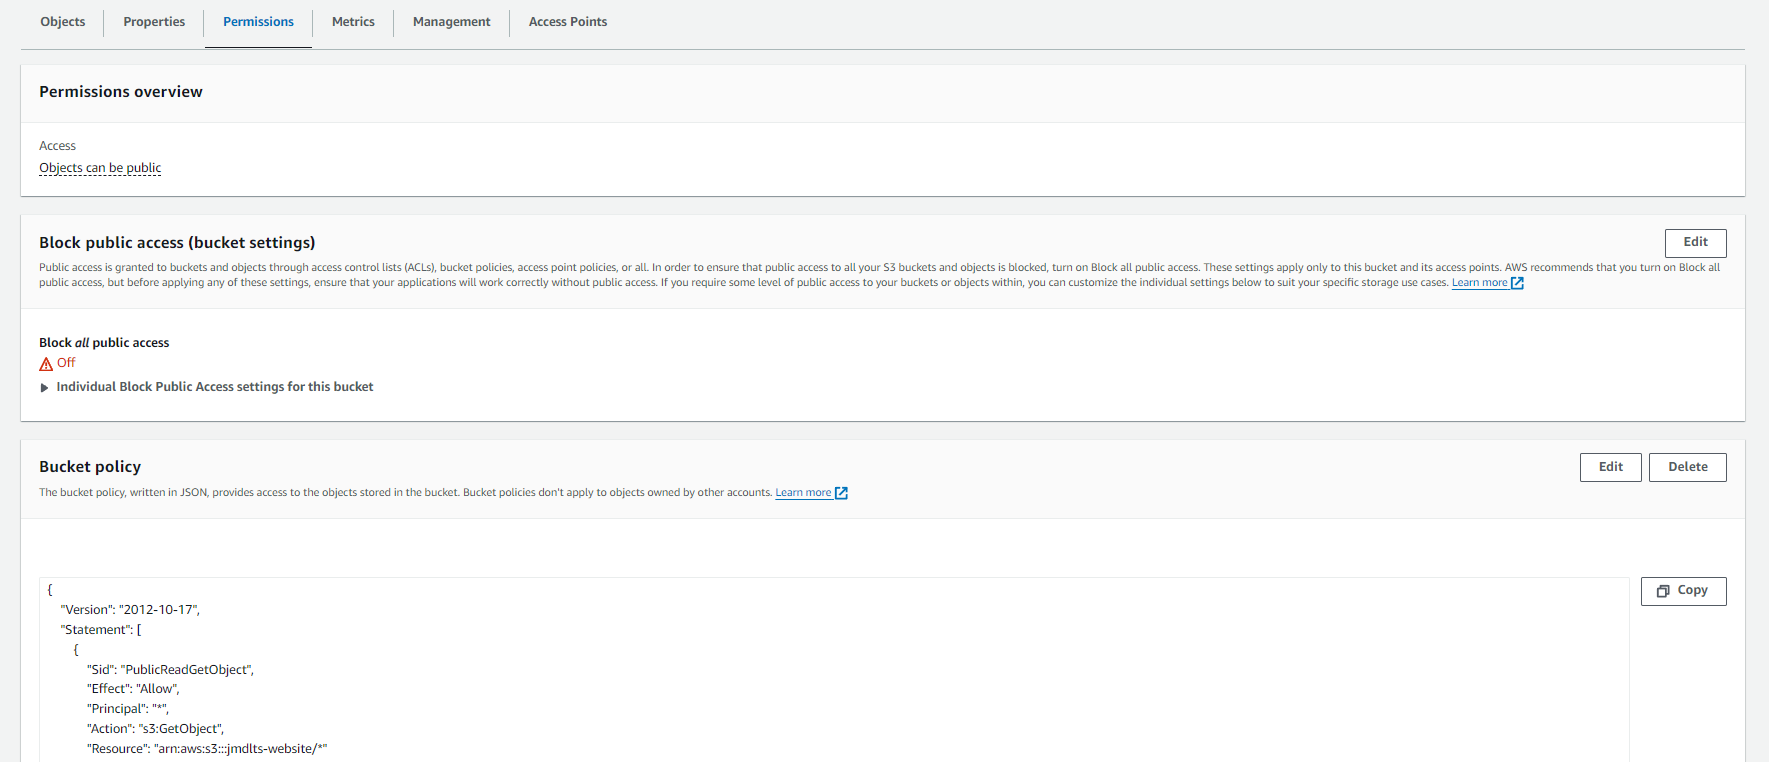 Objects
Properties
Permissions
Metrics
Management
Access Points
Permissions overview
Access
Objects can be public
Block public access (bucket settings)
Edit
Public access is granted to buckets and objects through access control lists (ACLs), bucket policies, access point policies, or all. In order to ensure that public access to all your S3 buckets and objects is blocked, turn on Block all public access. These settings apply only to this bucket and its access points. AWS recommends that you turn on Block all
public access, but before applying any of these settings, ensure that your applications will work correctly without public access. If you require some level of public access to your buckets or objects within, you can customize the individual settings below to suit your specific storage use cases. Learn more
Block all public access
Off
Individual Block Public Access settings for this bucket
Bucket policy
Edit
Delete
The bucket policy, written in JSON, provides access to the objects stored in the bucket. Bucket policies don't apply to objects owned by other accounts. Learn more
Copy
{
"Version": "2012-10-17",
"Statement": [
{
"Sid": "PublicReadGetObject",
"Effect": "Allow",
"Principal": "*",
"Action": "s3:GetObject",
"Resource": "arn:aws:s3:::jmdlts-website/*"